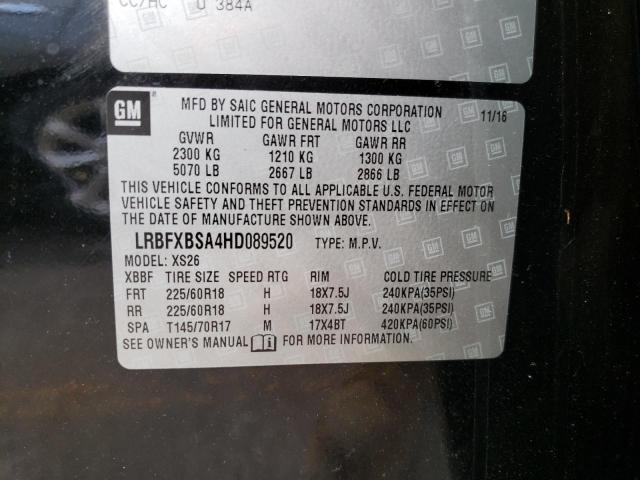 CC/HC U 384A
GM
MFD BY SAIC GENERAL MOTORS CORPORATION
LIMITED FOR GENERAL MOTORS LLC
11/16
GVWR GAWR FRT GAWR RR
2300 KG 1210 KG 1300 KG
5070 LB 2667 LB 2866 LB
THIS VEHICLE CONFORMS TO ALL APPLICABLE U.S. FEDERAL MOTOR
VEHICLE SAFETY AND THEFT PREVENTION STANDARDS IN EFFECT ON
THE DATE OF MANUFACTURE SHOWN ABOVE.
LRBFXBSA4HD089520 TYPE: M.P.V.
MODEL: XS26
XBBF TIRE SIZE SPEED RTG RIM COLD TIRE PRESSURE
FRT 225/60R18 H 18X7.5J 240KPA(35PSI)
RR 225/60R18 H 18X7.5J 240KPA(35PSI)
SPA T145/70R17 M 17X4BT 420KPA(60PSI)
SEE OWNER'S MANUAL FOR MORE INFORMATION.